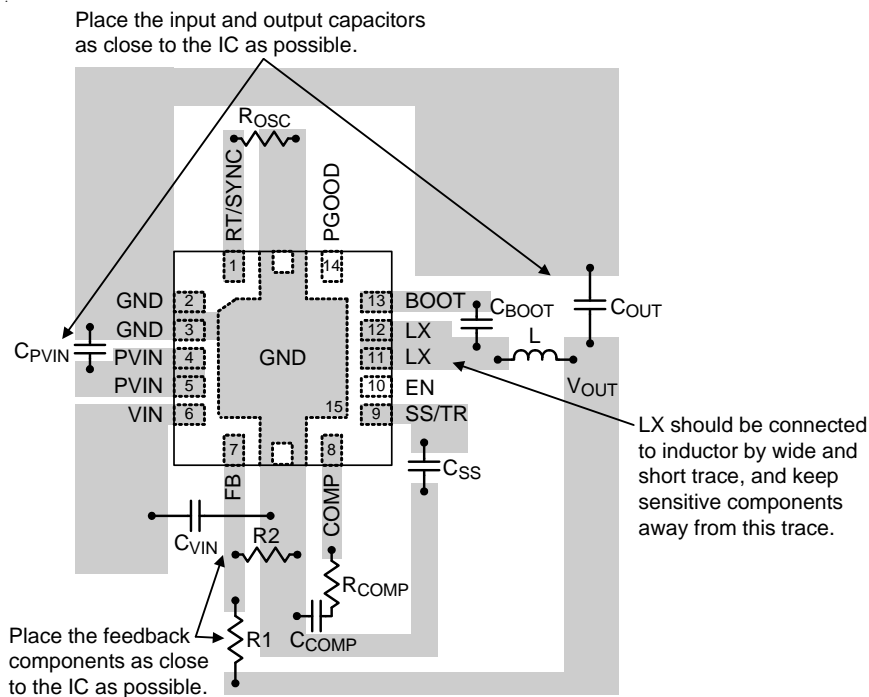 Place the input and output capacitors
as close to the IC as possible.
ROSC
RT/SYNC
PGOOD
1
14
GND
2
13
BOOT
CBOOT
COUT
GND
3
12
LX
L
CPVIN
PVIN
4
GND
11
LX
PVIN
5
10
EN
VOUT
VIN
6
15
9
SS/TR
LX should be connected
to inductor by wide and
short trace, and keep
sensitive components
away from this trace.
7
8
FB
COMP
CSS
CVIN
R2
RCOMP
CCOMP
R1
Place the feedback
components as close
to the IC as possible.